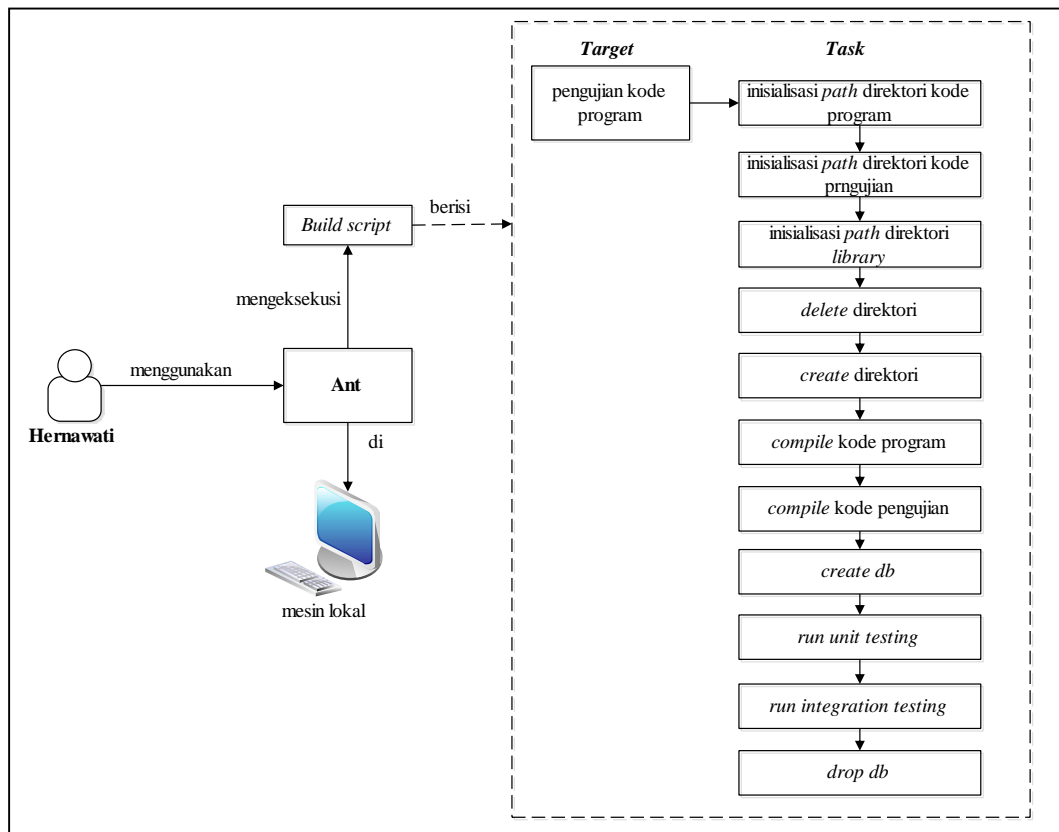 Target
Task
pengujian kode
program
inisialisasi path direktori kode
program
inisialisasi path direktori kode
prngujian
inisialisasi path direktori
library
delete direktori
create direktori
compile kode program
compile kode pengujian
create db
run unit testing
run integration testing
drop db
berisi
Build script
mengeksekusi
menggunakan
Ant
Hernawati
di
mesin lokal